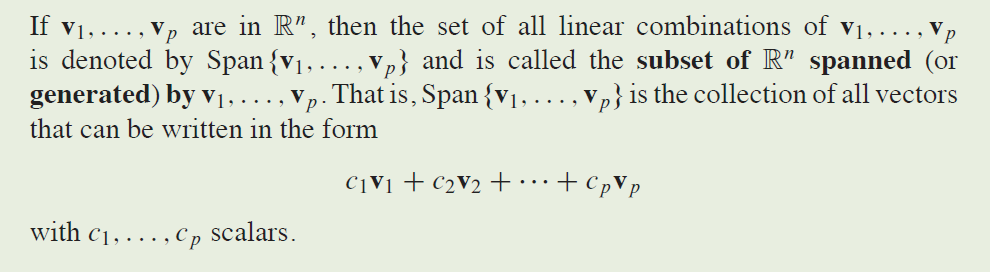 If v₁, . . . , vₚ are in ℝⁿ, then the set of all linear combinations of v₁, . . . , vₚ
is denoted by Span {v₁, . . . , vₚ} and is called the subset of ℝⁿ spanned (or
generated) by v₁, . . . , vₚ. That is, Span {v₁, . . . , vₚ} is the collection of all vectors
that can be written in the form
c₁v₁ + c₂v₂ + · · · + cₚvₚ
with c₁, . . . , cₚ scalars.